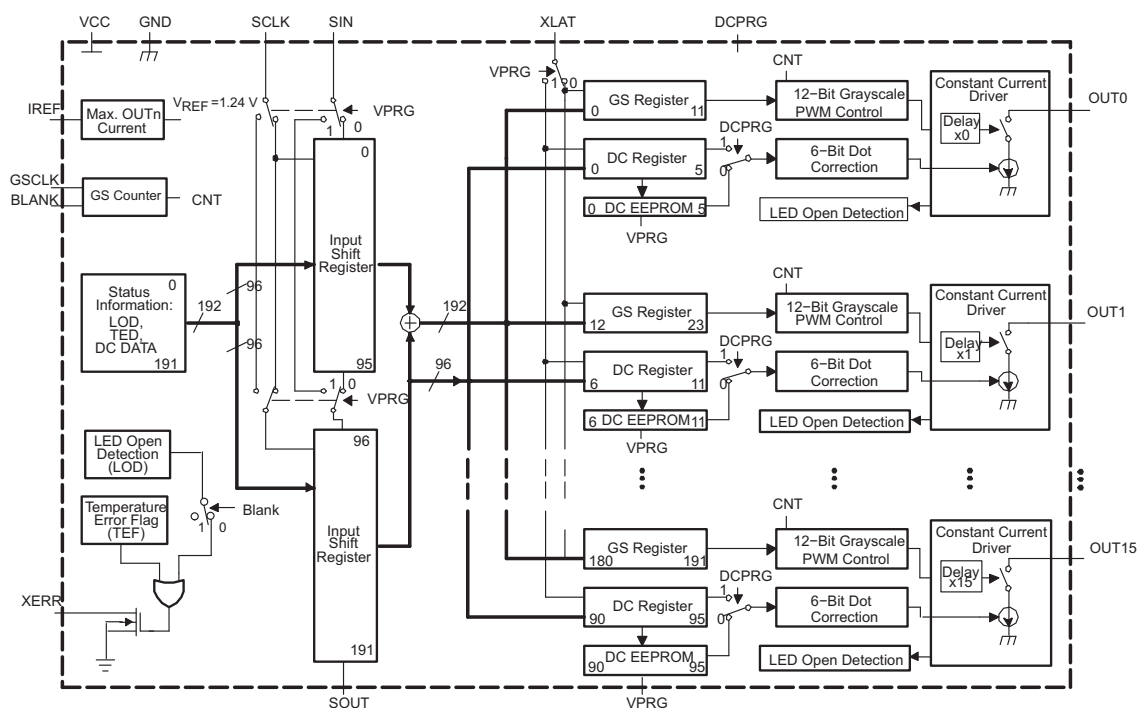 VCC GND SCLK SIN XLAT DCPRG
IREF
Max. OUTn
Current
VREF =1.24 V
VPRG
1 0
GSCLK
BLANK
GS Counter
CNT
0
Input
Shift
Register
95
0
Status
Information:
LOD,
TED,
DC DATA
191
192
96
96
1 0
VPRG
LED Open
Detection
(LOD)
Temperature
Error Flag
(TEF)
Blank
1 0
XERR
96
Input
Shift
Register
191
SOUT
192
96
VPRG
1 0
GS Register
0 11
DC Register
0 5
DC EEPROM
0 5
VPRG
DCPRG
1
0
CNT
12−Bit Grayscale
PWM Control
6−Bit Dot
Correction
LED Open Detection
Constant Current
Driver
Delay
x0
OUT0
GS Register
12 23
DC Register
6 11
DC EEPROM
6 11
VPRG
DCPRG
1
0
CNT
12−Bit Grayscale
PWM Control
6−Bit Dot
Correction
LED Open Detection
Constant Current
Driver
Delay
x1
OUT1
GS Register
180 191
DC Register
90 95
DC EEPROM
90 95
VPRG
DCPRG
1
0
CNT
12−Bit Grayscale
PWM Control
6−Bit Dot
Correction
LED Open Detection
Constant Current
Driver
Delay
x15
OUT15